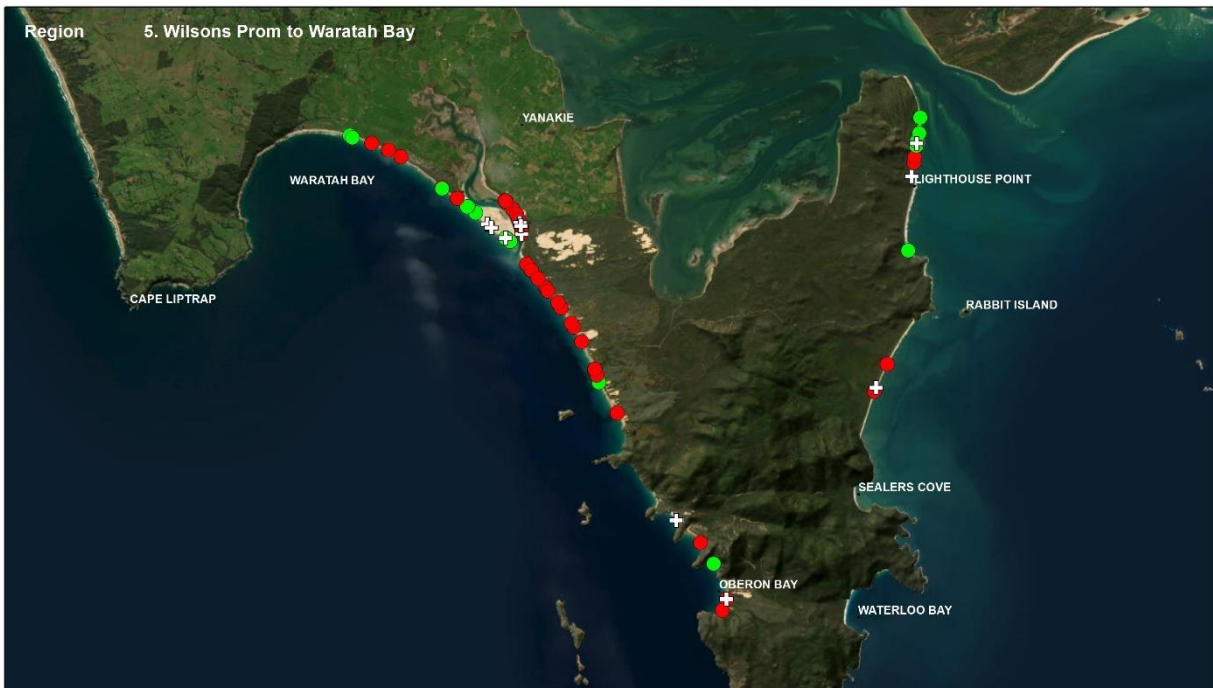 Region 5. Wilsons Prom to Waratah Bay
YANAKIE
WARATAH BAY
LIGHTHOUSE POINT
CAPE LIPTRAP
RABBIT ISLAND
SEALERS COVE
OBERON BAY
WATERLOO BAY